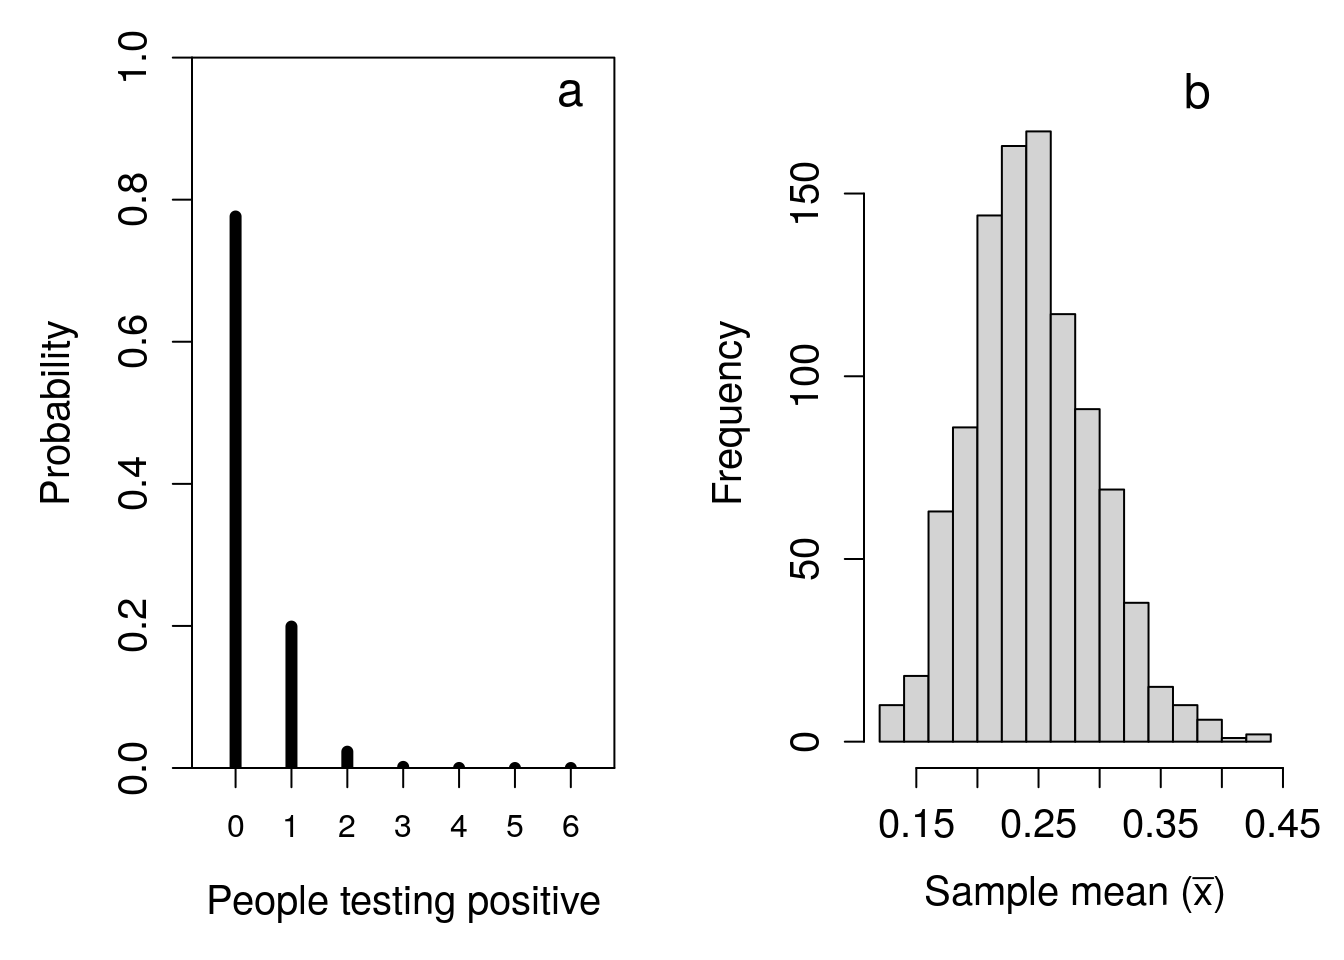 a
Probability
1.0
0.8
0.6
0.4
0.2
0.0
0 1 2 3 4 5 6
People testing positive
b
Frequency
150
100
50
0
0.15 0.25 0.35 0.45
Sample mean (x̅)